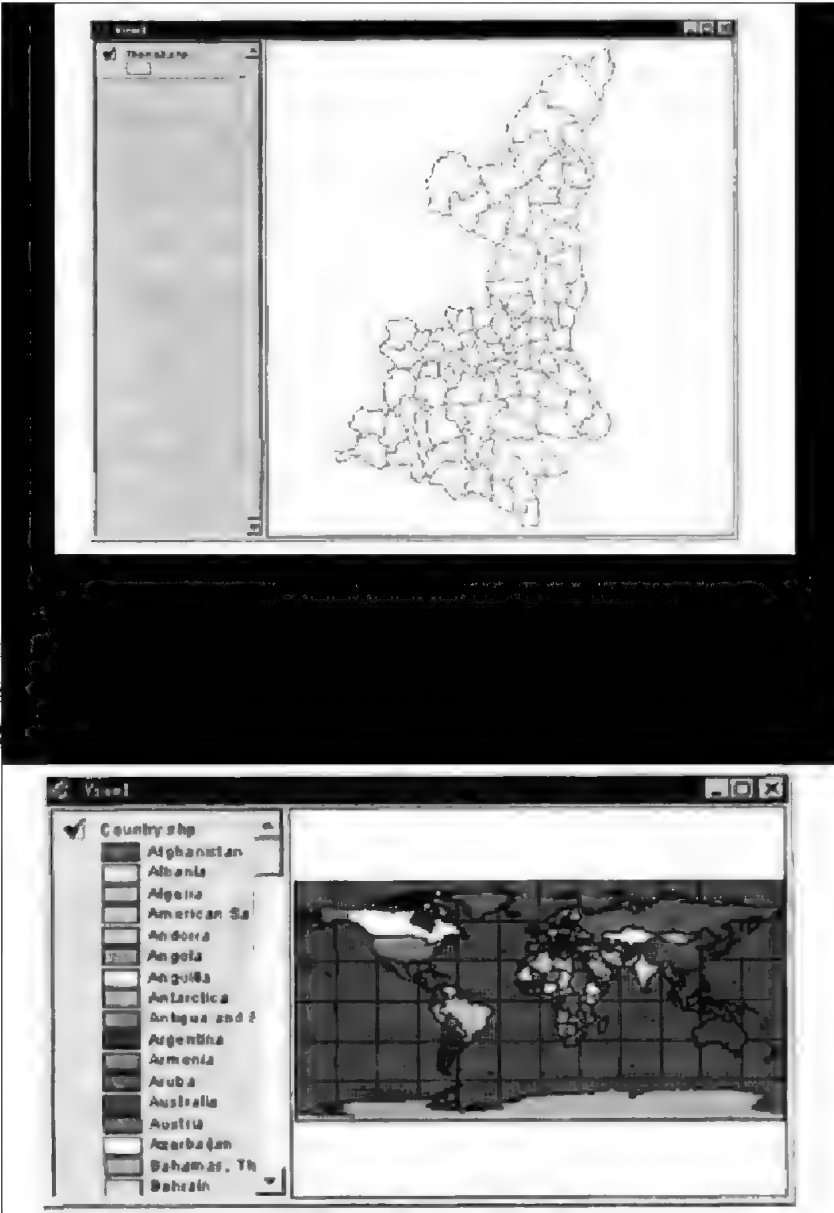 View1
View1
Country.shp
Afghanistan
Albania
Algeria
American Sa
Andorra
Angola
Anguilla
Antarctica
Antigua and
Argentina
Armenia
Aruba
Australia
Austria
Azerbaijan
Bahamas, Th
Bahrain